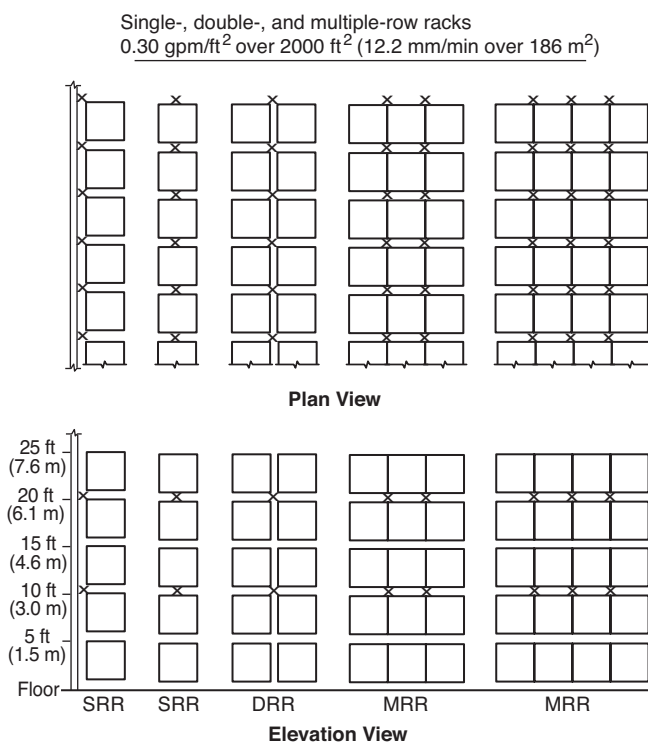 Single-, double-, and multiple-row racks
0.30 gpm/ft² over 2000 ft² (12.2 mm/min over 186 m²)
Plan View
25 ft
(7.6 m)
20 ft
(6.1 m)
15 ft
(4.6 m)
10 ft
(3.0 m)
5 ft
(1.5 m)
Floor
SRR SRR DRR MRR MRR
Elevation View